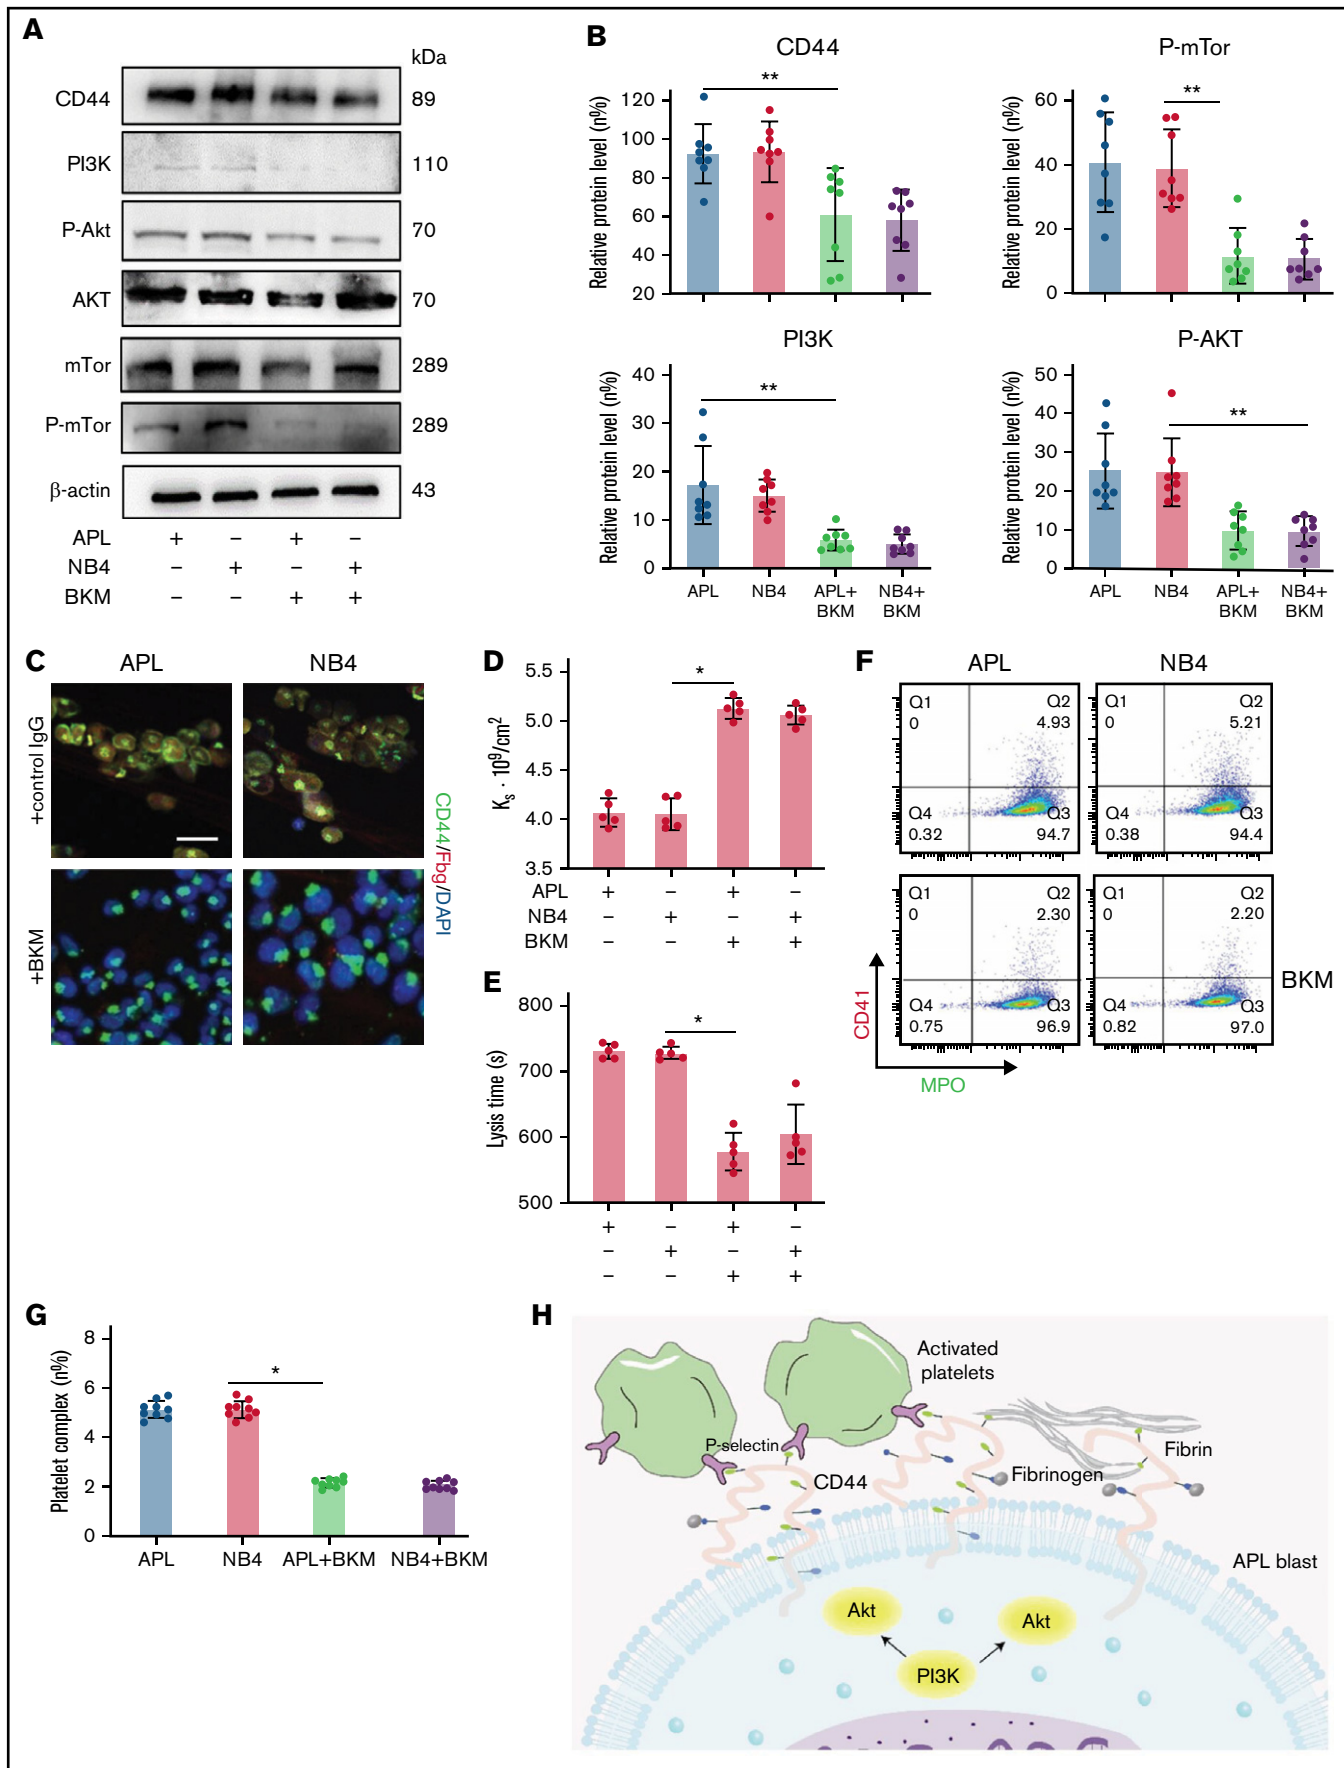 A
kDa
CD44
89
PI3K
110
P-Akt
70
AKT
70
mTor
289
P-mTor
289
β-actin
43
APL + – + –
NB4 – + – +
BKM – – + +
B
CD44
Relative protein level (n%)
120
100
80
60
40
20
**
P-mTor
Relative protein level (n%)
60
40
20
0
**
PI3K
Relative protein level (n%)
40
30
20
10
0
**
APL NB4 APL+ NB4+
BKM BKM
P-AKT
Relative protein level (n%)
50
40
30
20
10
0
**
APL NB4 APL+ NB4+
BKM BKM
C
APL NB4
+control IgG
+BKM
CD44/Fbg/DAPI
D
Ks · 10⁹/cm²
5.5
5.0
4.5
4.0
3.5
*
APL + – + –
NB4 – + – +
BKM – – + +
E
Lysis time (s)
800
700
600
500
*
+ – + –
– + – +
– – + +
F
APL NB4
Q1 Q2
0 4.93
Q4 Q3
0.32 94.7
Q1 Q2
0 5.21
Q4 Q3
0.38 94.4
Q1 Q2
0 2.30
Q4 Q3
0.75 96.9
Q1 Q2
0 2.20
Q4 Q3
0.82 97.0
BKM
CD41
MPO
G
Platelet complex (n%)
8
6
4
2
0
*
APL NB4 APL+BKM NB4+BKM
H
Activated
platelets
P-selectin
CD44
Fibrinogen
Fibrin
APL blast
Akt
Akt
PI3K